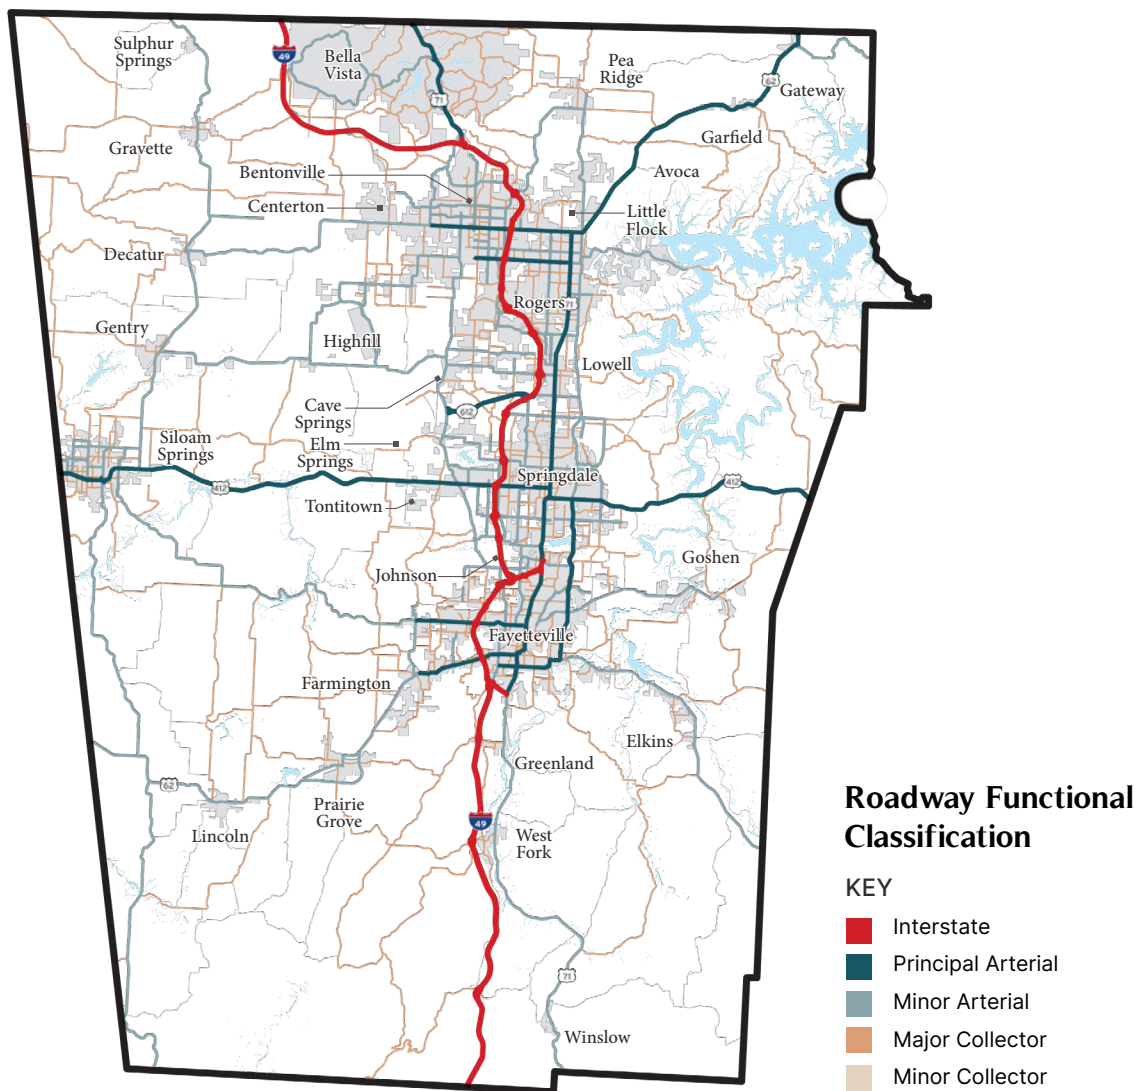 Sulphur
Springs
49
Bella
Vista
Pea
Ridge
62
Gateway
71
Garfield
Gravette
Bentonville
Avoca
Centerton
Little
Flock
Decatur
Rogers
71
Gentry
Highfill
Lowell
Cave
Springs
612
Siloam
Springs
Elm
Springs
Springdale
412
412
Tontitown
Johnson
Goshen
Fayetteville
Farmington
Elkins
Greenland
62
Prairie
Grove
Lincoln
49
West
Fork
71
Winslow
Roadway Functional
Classification
KEY
Interstate
Principal Arterial
Minor Arterial
Major Collector
Minor Collector